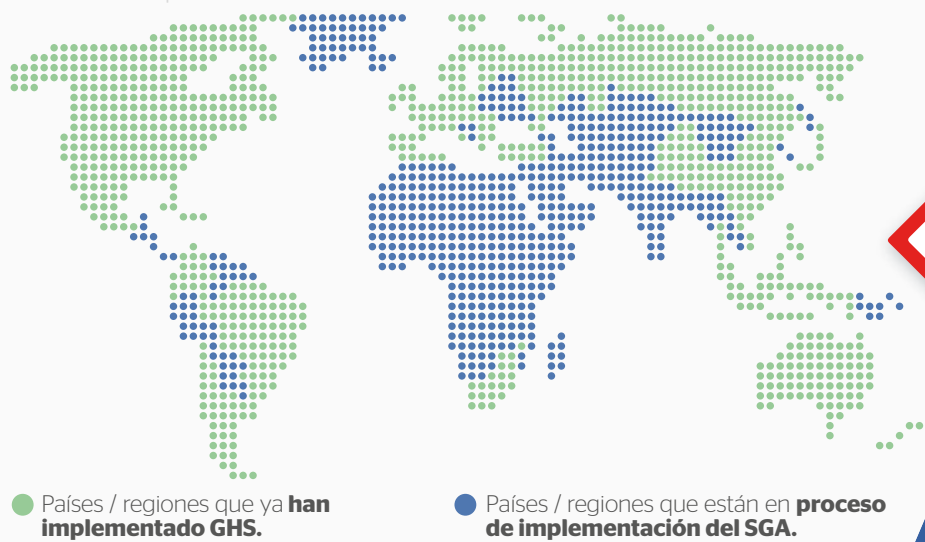 Países / regiones que ya han
implementado GHS.
Países / regiones que están en proceso
de implementación del SGA.